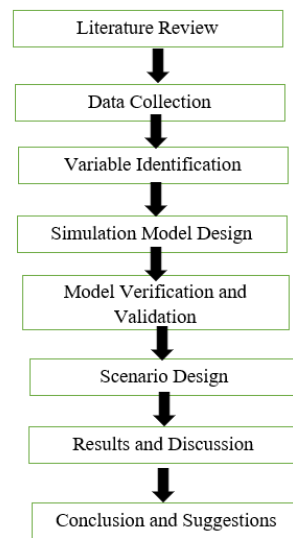 Literature Review
Data Collection
Variable Identification
Simulation Model Design
Model Verification and
Validation
Scenario Design
Results and Discussion
Conclusion and Suggestions